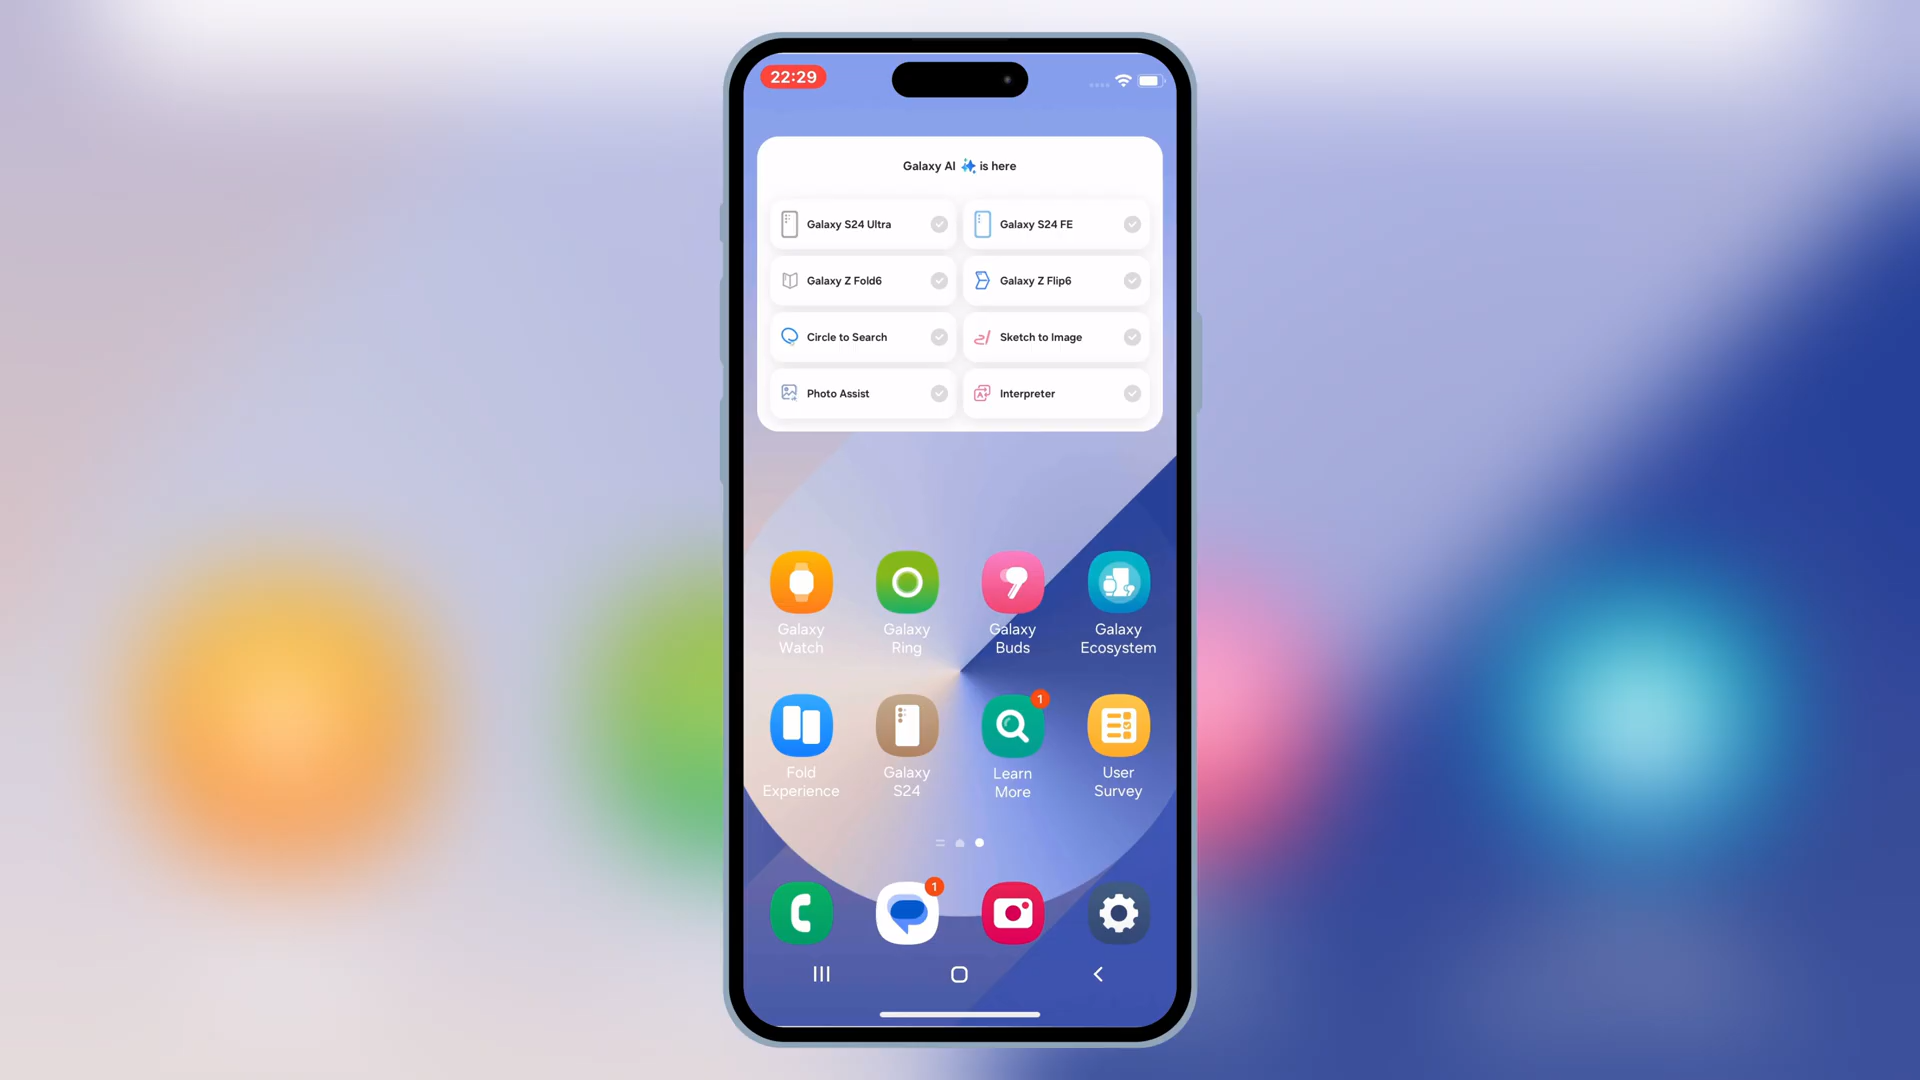 22:29
Galaxy AI is here
Galaxy S24 Ultra
Galaxy S24 FE
Galaxy Z Fold6
Galaxy Z Flip6
Circle to Search
Sketch to Image
Photo Assist
Interpreter
Galaxy
Watch
Galaxy
Ring
Galaxy
Buds
Galaxy
Ecosystem
1
Fold
Experience
Galaxy
S24
Learn
More
User
Survey
1